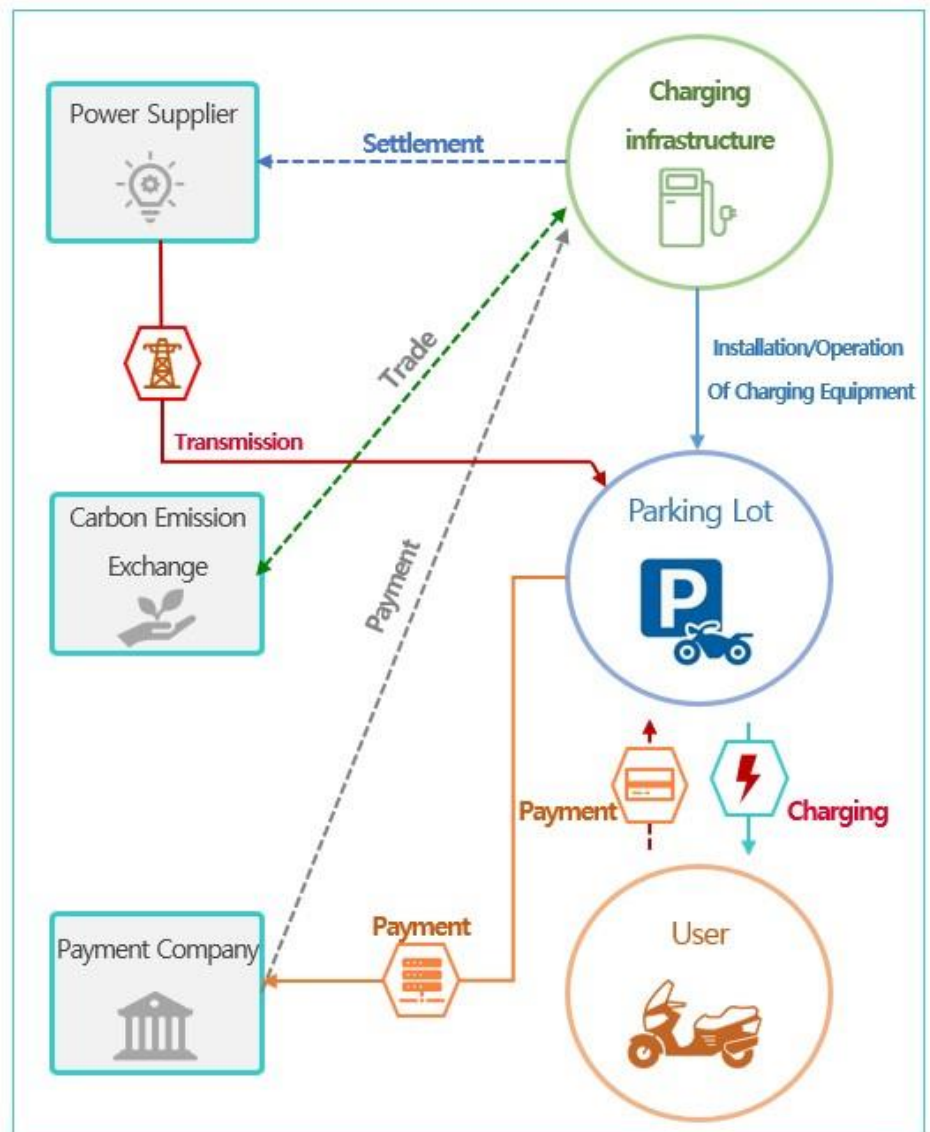 Power Supplier
Charging
infrastructure
Settlement
Trade
Installation/Operation
Of Charging Equipment
Transmission
Carbon Emission
Exchange
Parking Lot
P
Payment
Payment
Charging
Payment Company
Payment
User